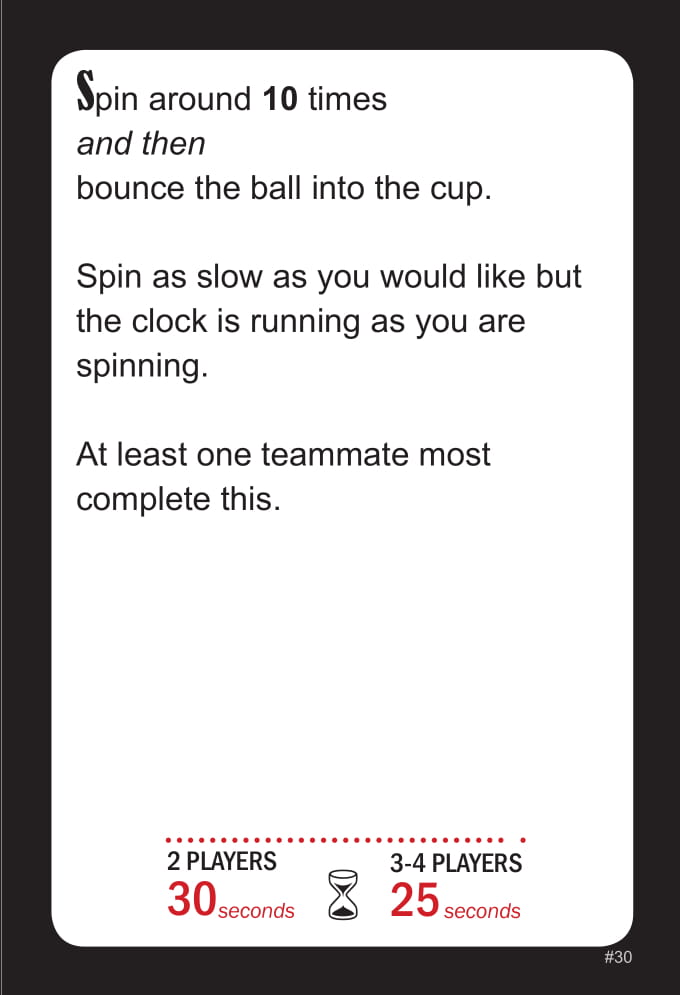 Spin around 10 times
and then
bounce the ball into the cup.
Spin as slow as you would like but
the clock is running as you are
spinning.
At least one teammate most
complete this.
2 PLAYERS
30 seconds
3-4 PLAYERS
25 seconds
#30